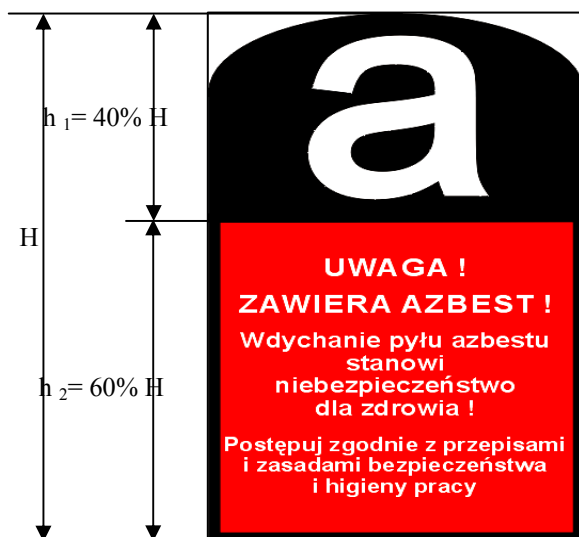 h 1= 40% H
H
h 2= 60% H
a
UWAGA !
ZAWIERA AZBEST !
Wdychanie pyłu azbestu
stanowi
niebezpieczeństwo
dla zdrowia !
Postępuj zgodnie z przepisami
i zasadami bezpieczeństwa
i higieny pracy